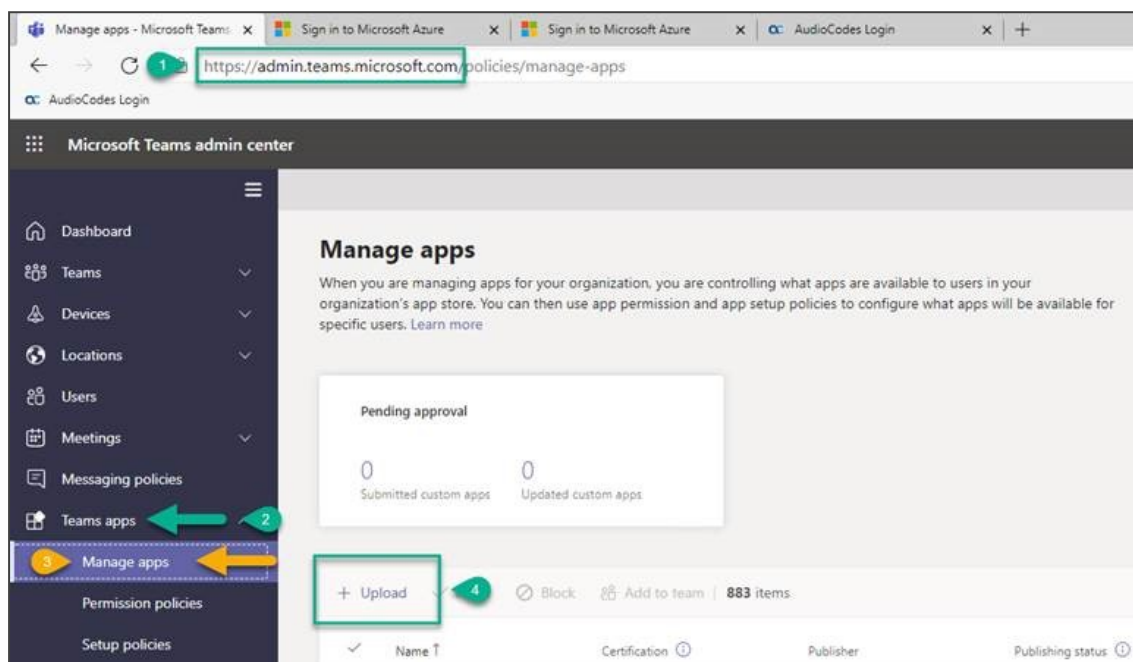 Manage apps - Microsoft Teams Sign in to Microsoft Azure Sign in to Microsoft Azure AudioCodes Login
1 https://admin.teams.microsoft.com/policies/manage-apps
AudioCodes Login
Microsoft Teams admin center
Dashboard
Teams
Devices
Locations
Users
Meetings
Messaging policies
Teams apps 2
3 Manage apps
Permission policies
Setup policies
Manage apps
When you are managing apps for your organization, you are controlling what apps are available to users in your
organization's app store. You can then use app permission and app setup policies to configure what apps will be available for
specific users. Learn more
Pending approval
0 0
Submitted custom apps Updated custom apps
+ Upload 4 Block Add to team | 883 items
Name ↑ Certification Publisher Publishing status